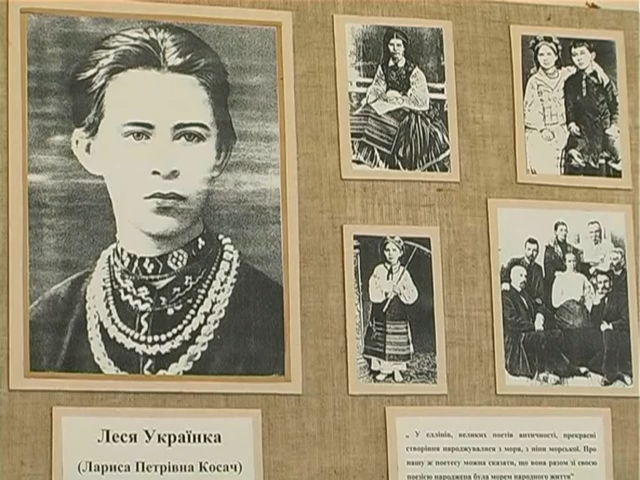 Леся Українка
(Лариса Петрівна Косач)
„ У еллінів, великих поетів античності, прекрасні
створіння народжувалися з моря, з піни морської. Про
нашу ж поетесу можна сказати, що вона разом зі своєю
поезією народжена була морем народного життя"